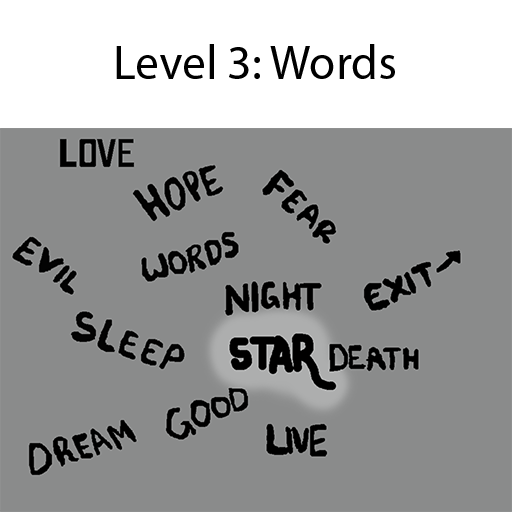 Level 3: Words
LOVE
HOPE
FEAR
EVIL
WORDS
NIGHT
EXIT→
SLEEP
STAR
DEATH
GOOD
DREAM
LIVE